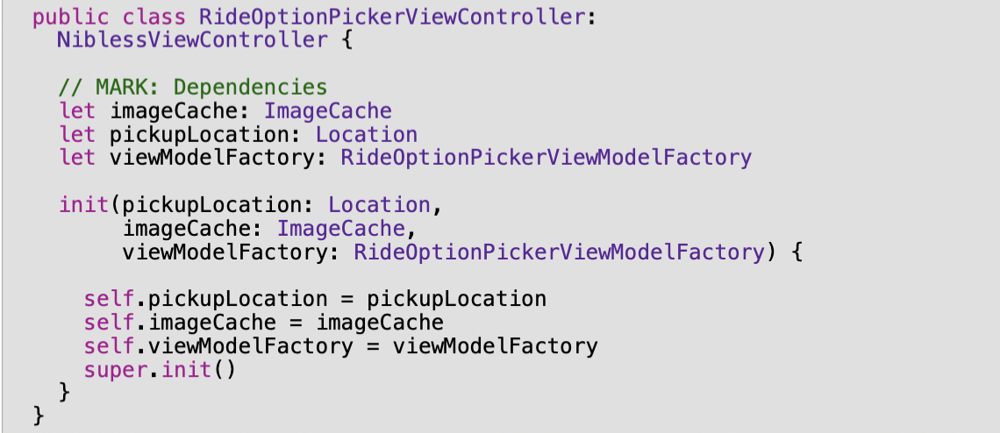 public class RideOptionPickerViewController:
NiblessViewController {
// MARK: Dependencies
let imageCache: ImageCache
let pickupLocation: Location
let viewModelFactory: RideOptionPickerViewModelFactory
init(pickupLocation: Location,
imageCache: ImageCache,
viewModelFactory: RideOptionPickerViewModelFactory) {
self.pickupLocation = pickupLocation
self.imageCache = imageCache
self.viewModelFactory = viewModelFactory
super.init()
}
}